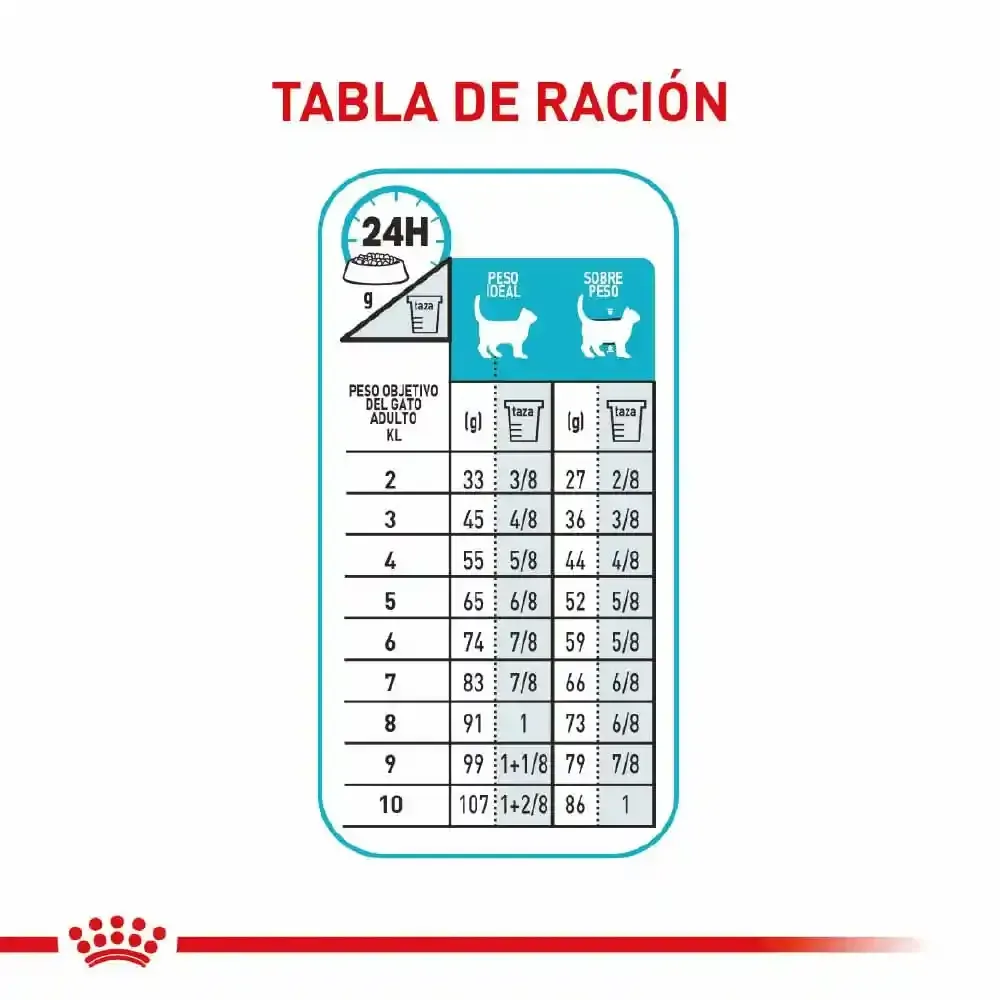 TABLA DE RACIÓN
24H
g
taza
PESO
IDEAL
SOBRE
PESO
PESO OBJETIVO
DEL GATO
ADULTO
KL
(g) taza (g) taza
2 33 3/8 27 2/8
3 45 4/8 36 3/8
4 55 5/8 44 4/8
5 65 6/8 52 5/8
6 74 7/8 59 5/8
7 83 7/8 66 6/8
8 91 1 73 6/8
9 99 1+1/8 79 7/8
10 107 1+2/8 86 1